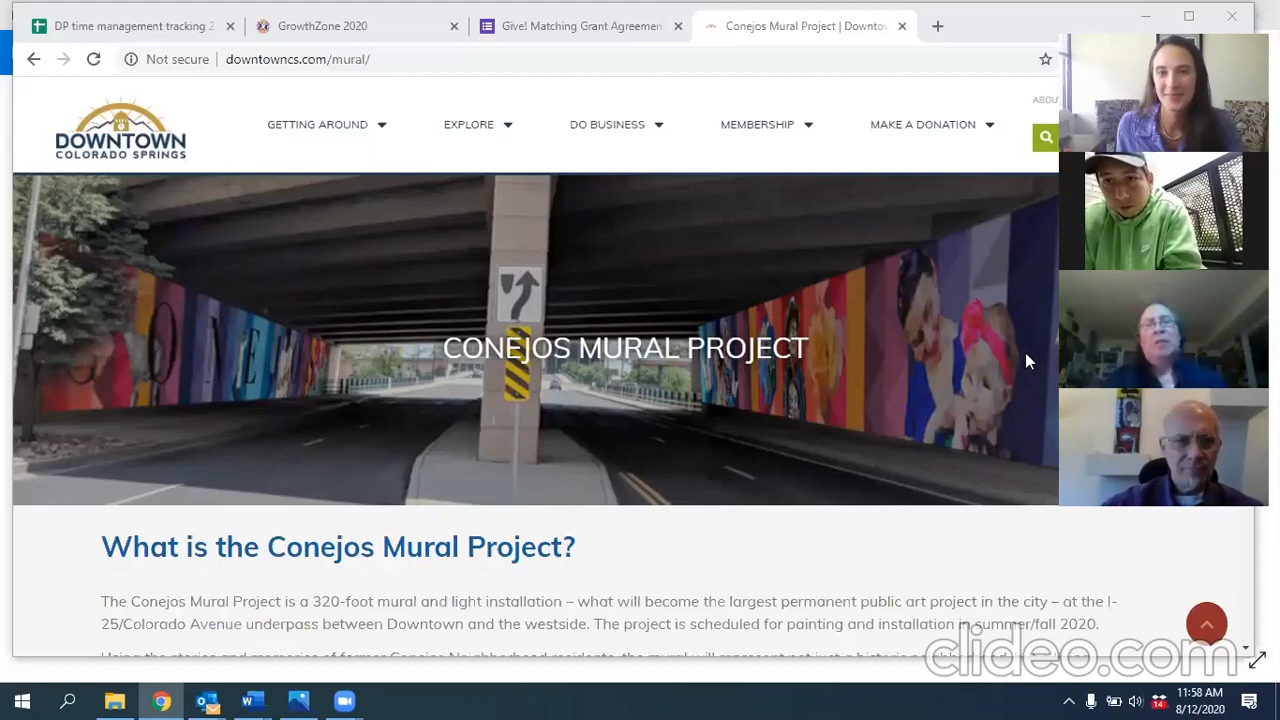 DP time management tracking 2
GrowthZone 2020
Give! Matching Grant Agreemen
Conejos Mural Project | Downtow
Not secure
downtowncs.com/mural/
ABOU
DOWNTOWN
COLORADO SPRINGS
GETTING AROUND
EXPLORE
DO BUSINESS
MEMBERSHIP
MAKE A DONATION
CONEJOS MURAL PROJECT
What is the Conejos Mural Project?
The Conejos Mural Project is a 320-foot mural and light installation – what will become the largest permanent public art project in the city – at the I-
25/Colorado Avenue underpass between Downtown and the westside. The project is scheduled for painting and installation in summer/fall 2020.
clideo.com
14
11:58 AM
8/12/2020